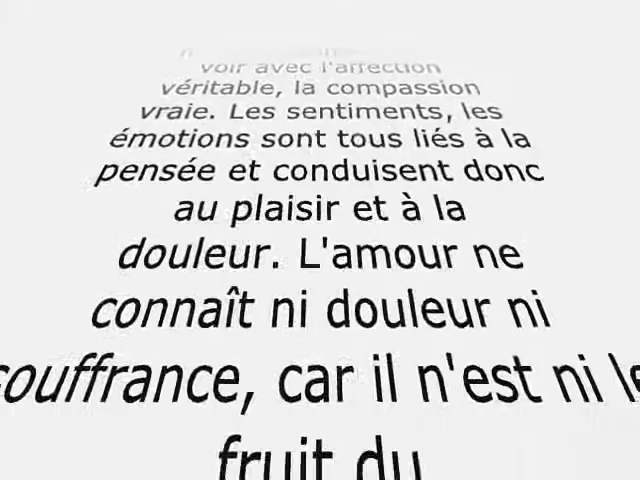 voir avec l'affection
véritable, la compassion
vraie. Les sentiments, les
émotions sont tous liés à la
pensée et conduisent donc
au plaisir et à la
douleur. L'amour ne
connaît ni douleur ni
souffrance, car il n'est ni le
fruit du